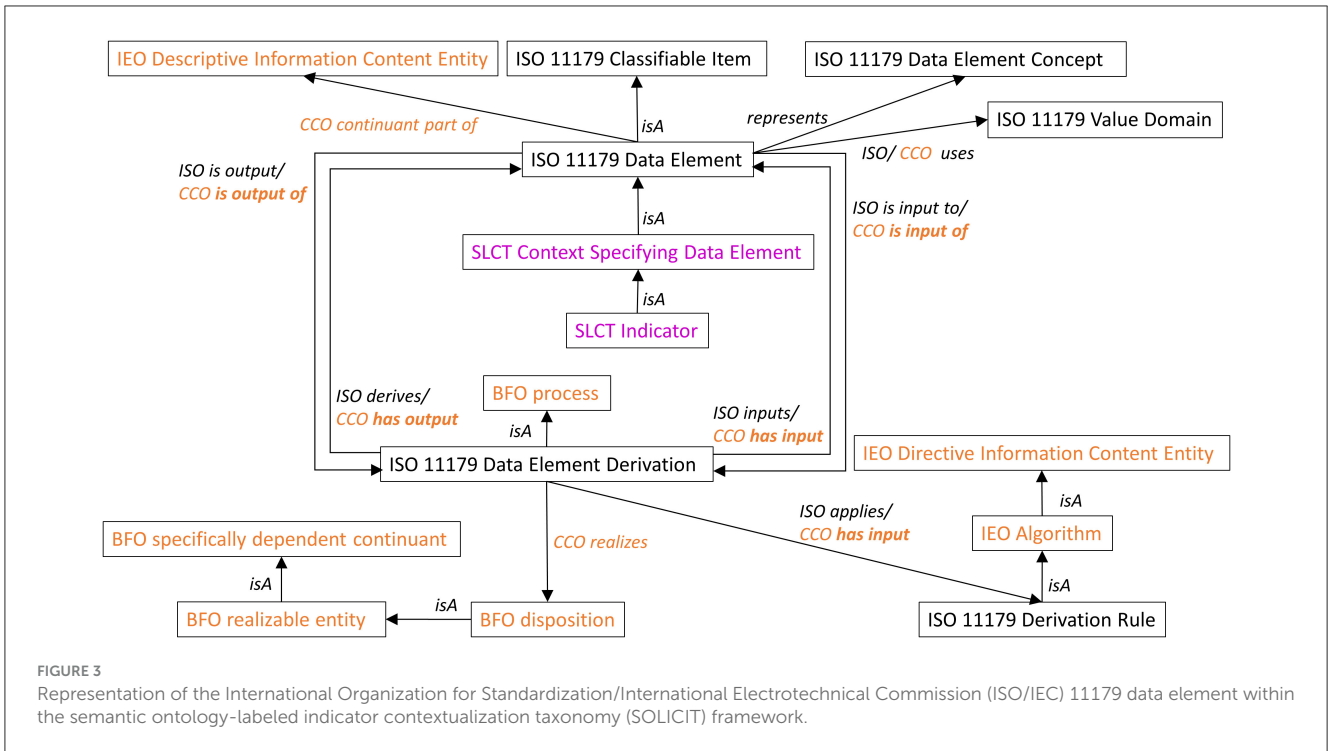 IEO Descriptive Information Content Entity
ISO 11179 Classifiable Item
ISO 11179 Data Element Concept
CCO continuant part of
isA
represents
ISO 11179 Value Domain
ISO 11179 Data Element
ISO/ CCO uses
ISO is output/
CCO is output of
ISO is input to/
CCO is input of
isA
SLCT Context Specifying Data Element
isA
SLCT Indicator
ISO derives/
CCO has output
BFO process
isA
ISO inputs/
CCO has input
ISO 11179 Data Element Derivation
IEO Directive Information Content Entity
isA
ISO applies/
CCO has input
IEO Algorithm
isA
BFO specifically dependent continuant
CCO realizes
isA
BFO realizable entity
isA
BFO disposition
ISO 11179 Derivation Rule
FIGURE 3
Representation of the International Organization for Standardization/International Electrotechnical Commission (ISO/IEC) 11179 data element within
the semantic ontology-labeled indicator contextualization taxonomy (SOLICIT) framework.